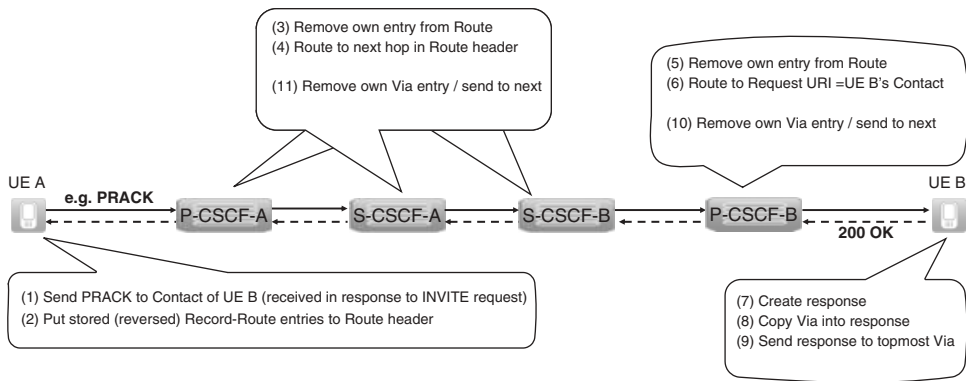 (3) Remove own entry from Route
(4) Route to next hop in Route header
(11) Remove own Via entry / send to next
(5) Remove own entry from Route
(6) Route to Request URI =UE B's Contact
(10) Remove own Via entry / send to next
UE A
e.g. PRACK
UE B
P-CSCF-A
S-CSCF-A
S-CSCF-B
P-CSCF-B
200 OK
(1) Send PRACK to Contact of UE B (received in response to INVITE request)
(2) Put stored (reversed) Record-Route entries to Route header
(7) Create response
(8) Copy Via into response
(9) Send response to topmost Via